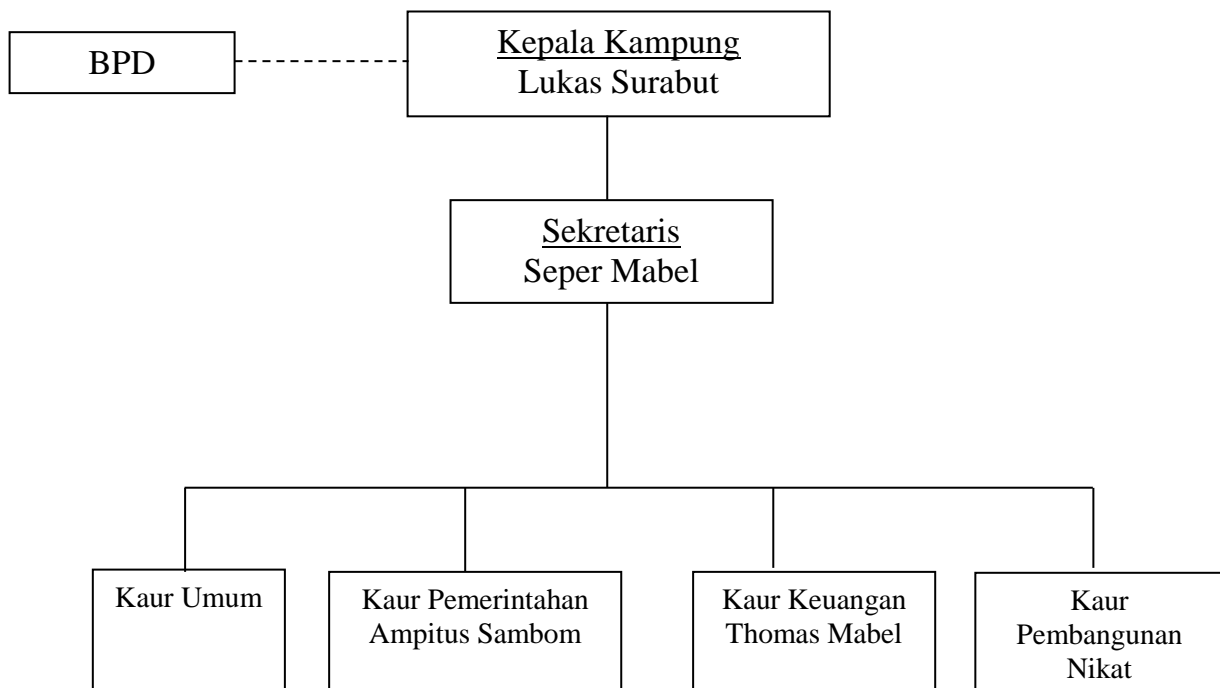 BPD
Kepala Kampung
Lukas Surabut
Sekretaris
Seper Mabel
Kaur Umum
Kaur Pemerintahan
Ampitus Sambom
Kaur Keuangan
Thomas Mabel
Kaur
Pembangunan
Nikat